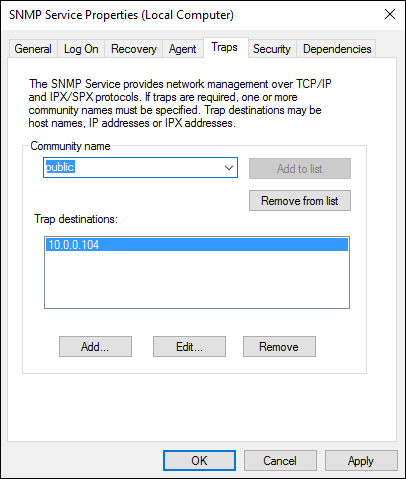 SNMP Service Properties (Local Computer)
General Log On Recovery Agent Traps Security Dependencies
The SNMP Service provides network management over TCP/IP
and IPX/SPX protocols. If traps are required, one or more
community names must be specified. Trap destinations may be
host names, IP addresses or IPX addresses.
Community name
public
Add to list
Remove from list
Trap destinations:
10.0.0.104
Add... Edit... Remove
OK Cancel Apply